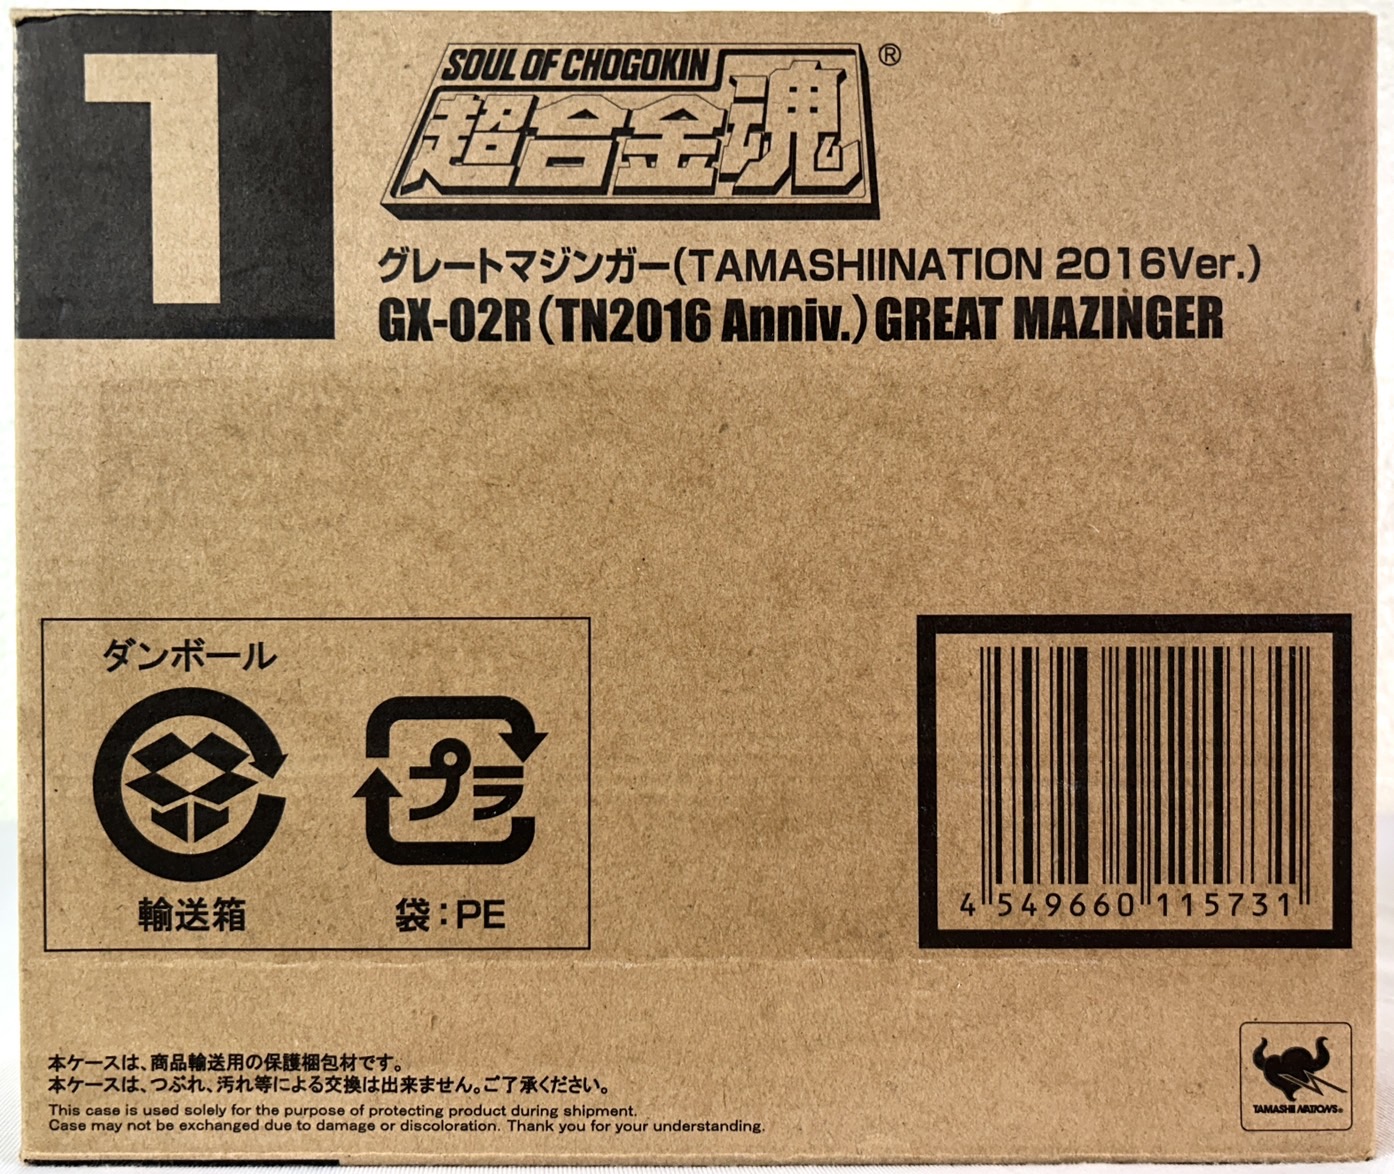 1
SOUL OF CHOGOKIN
超合金魂®
グレートマジンガー(TAMASHIINATION 2016Ver.)
GX-02R(TN2016 Anniv.)GREAT MAZINGER
ダンボール
プラ
輸送箱
袋:PE
4 549660 115731
本ケースは、商品輸送用の保護梱包材です。
本ケースは、つぶれ、汚れ等による交換は出来ません。ご了承ください。
This case is used solely for the purpose of protecting product during shipment.
Case may not be exchanged due to damage or discoloration. Thank you for your understanding.
TAMASHII NATIONS®